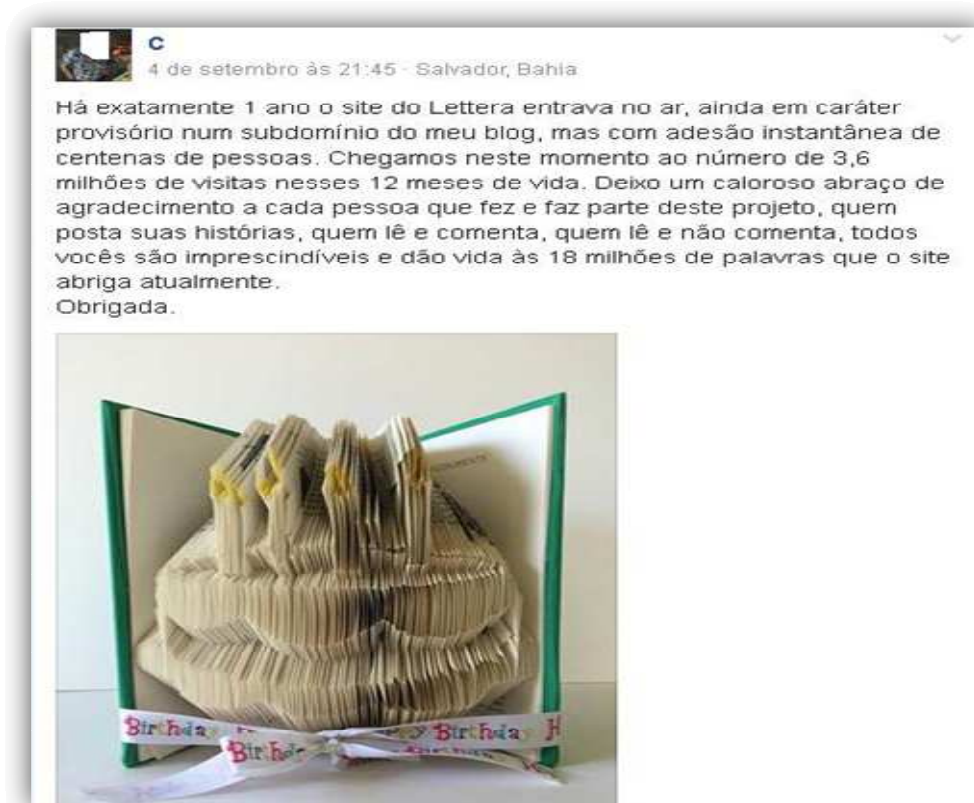 C
4 de setembro às 21:45 · Salvador, Bahia
Há exatamente 1 ano o site do Lettera entrava no ar, ainda em caráter
provisório num subdomínio do meu blog, mas com adesão instantânea de
centenas de pessoas. Chegamos neste momento ao número de 3,6
milhões de visitas nesses 12 meses de vida. Deixo um caloroso abraço de
agradecimento a cada pessoa que fez e faz parte deste projeto, quem
posta suas histórias, quem lê e comenta, quem lê e não comenta, todos
vocês são imprescindíveis e dão vida às 18 milhões de palavras que o site
abriga atualmente.
Obrigada.
Birthday Birthday H
Birthday